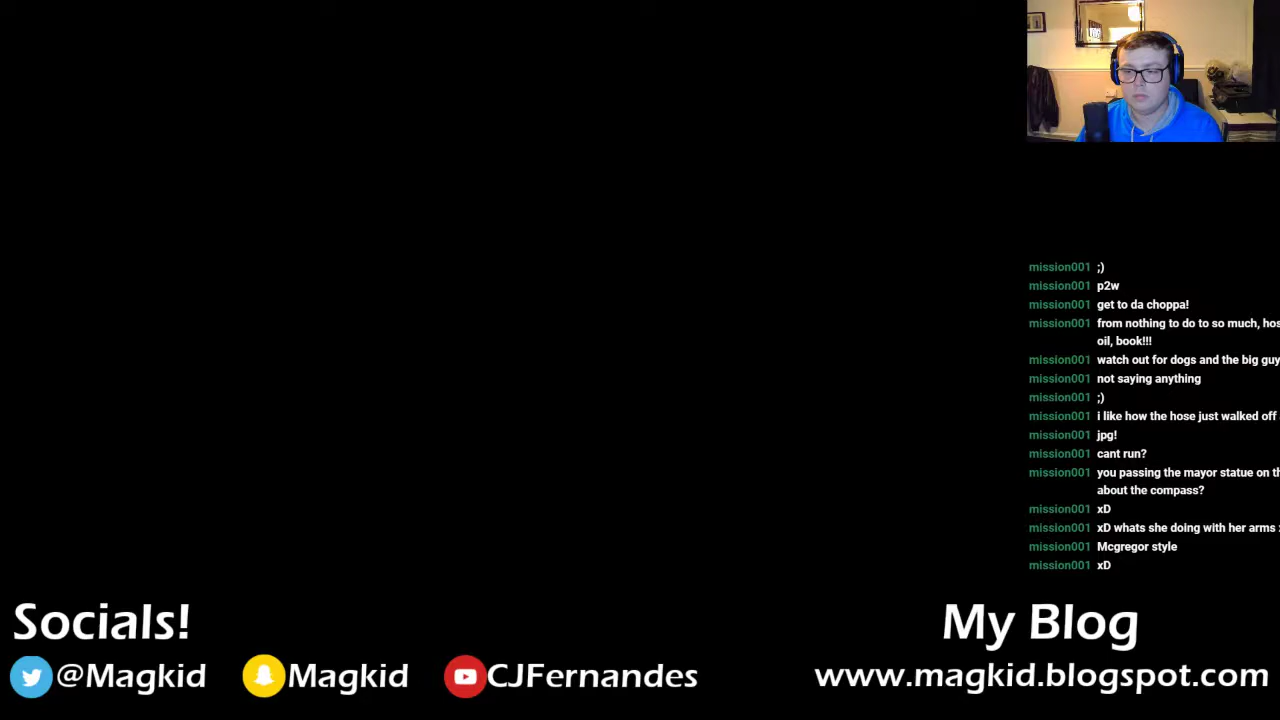 mission001 ;)
mission001 p2w
mission001 get to da choppa!
mission001 from nothing to do to so much,
oil, book!!!
mission001 watch out for dogs and the big guy
mission001 not saying anything
mission001 ;)
mission001 i like how the hose just walked off
mission001 jpg!
mission001 cant run?
mission001 you passing the mayor statue on
about the compass?
mission001 xD
mission001 xD whats she doing with her arms
mission001 Mcgregor style
mission001 xD
Socials!
My Blog
@Magkid
Magkid
CJFernandes
www.magkid.blogspot.com